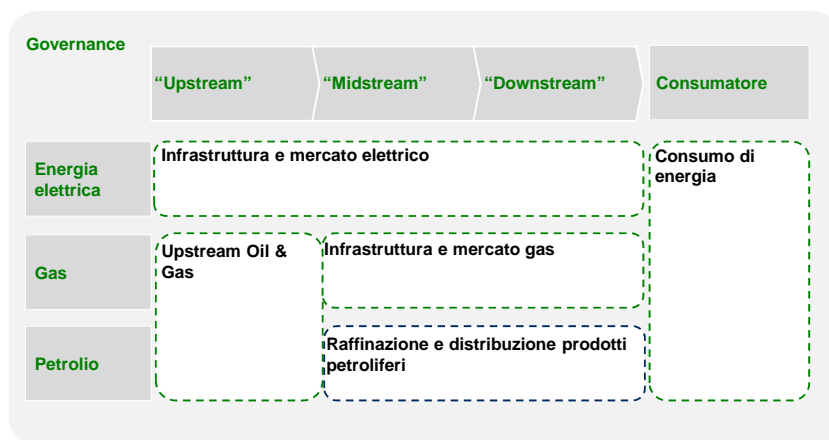 Governance
“Upstream”
“Midstream”
“Downstream”
Consumatore
Energia
elettrica
Infrastruttura e mercato elettrico
Consumo di
energia
Gas
Upstream Oil &
Gas
Infrastruttura e mercato gas
Petrolio
Raffinazione e distribuzione prodotti
petroliferi